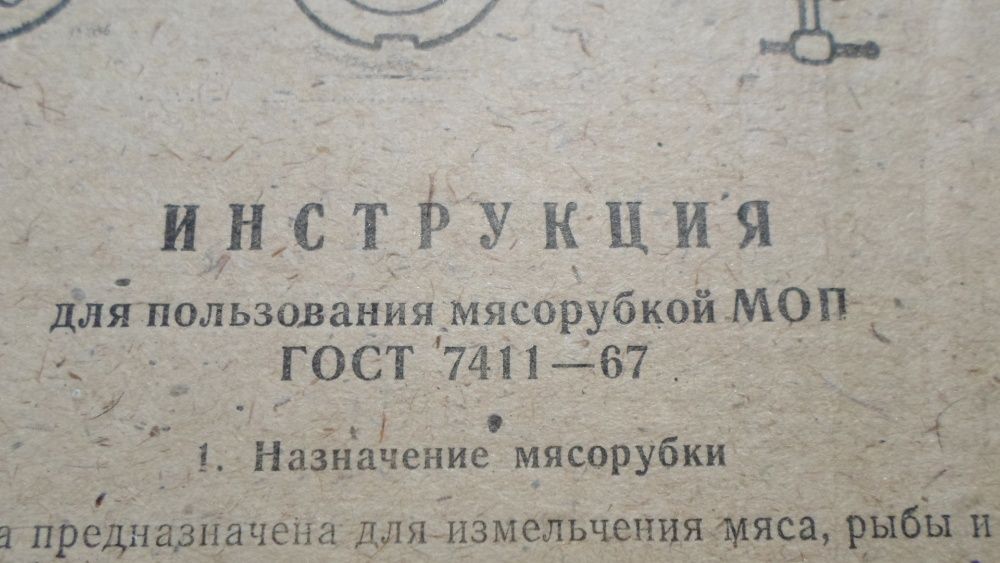 ИНСТРУКЦИЯ
для пользования мясорубкой МОП
ГОСТ 7411—67
1. Назначение мясорубки
а предназначена для измельчения мяса, рыбы и